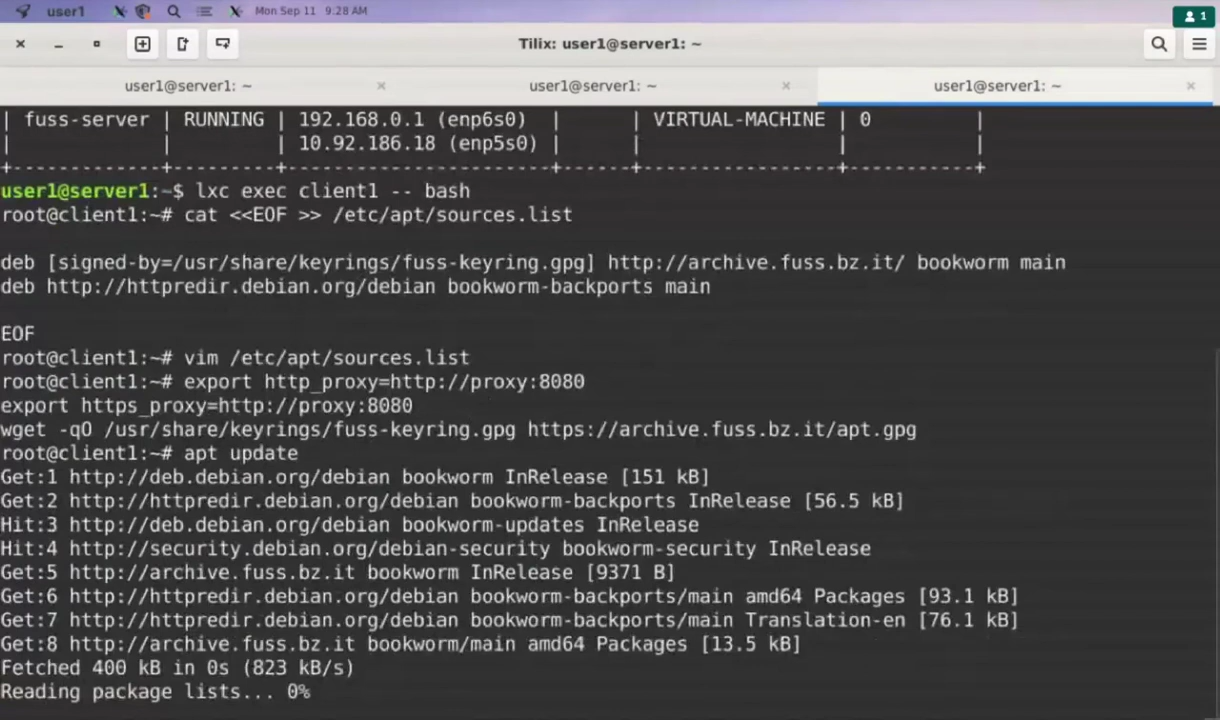 user1 Mon Sep 11 9:28 AM
1
Tilix: user1@server1: ~
user1@server1: ~ user1@server1: ~ user1@server1: ~
| fuss-server | RUNNING | 192.168.0.1 (enp6s0) | | VIRTUAL-MACHINE | 0 |
| | | 10.92.186.18 (enp5s0) | | | |
+-------------+---------+------------------------+------+-----------------+-----------+
user1@server1:~$ lxc exec client1 -- bash
root@client1:~# cat <<EOF >> /etc/apt/sources.list
deb [signed-by=/usr/share/keyrings/fuss-keyring.gpg] http://archive.fuss.bz.it/ bookworm main
deb http://httpredir.debian.org/debian bookworm-backports main
EOF
root@client1:~# vim /etc/apt/sources.list
root@client1:~# export http_proxy=http://proxy:8080
export https_proxy=http://proxy:8080
wget -qO /usr/share/keyrings/fuss-keyring.gpg https://archive.fuss.bz.it/apt.gpg
root@client1:~# apt update
Get:1 http://deb.debian.org/debian bookworm InRelease [151 kB]
Get:2 http://httpredir.debian.org/debian bookworm-backports InRelease [56.5 kB]
Hit:3 http://deb.debian.org/debian bookworm-updates InRelease
Hit:4 http://security.debian.org/debian-security bookworm-security InRelease
Get:5 http://archive.fuss.bz.it bookworm InRelease [9371 B]
Get:6 http://httpredir.debian.org/debian bookworm-backports/main amd64 Packages [93.1 kB]
Get:7 http://httpredir.debian.org/debian bookworm-backports/main Translation-en [76.1 kB]
Get:8 http://archive.fuss.bz.it bookworm/main amd64 Packages [13.5 kB]
Fetched 400 kB in 0s (823 kB/s)
Reading package lists... 0%